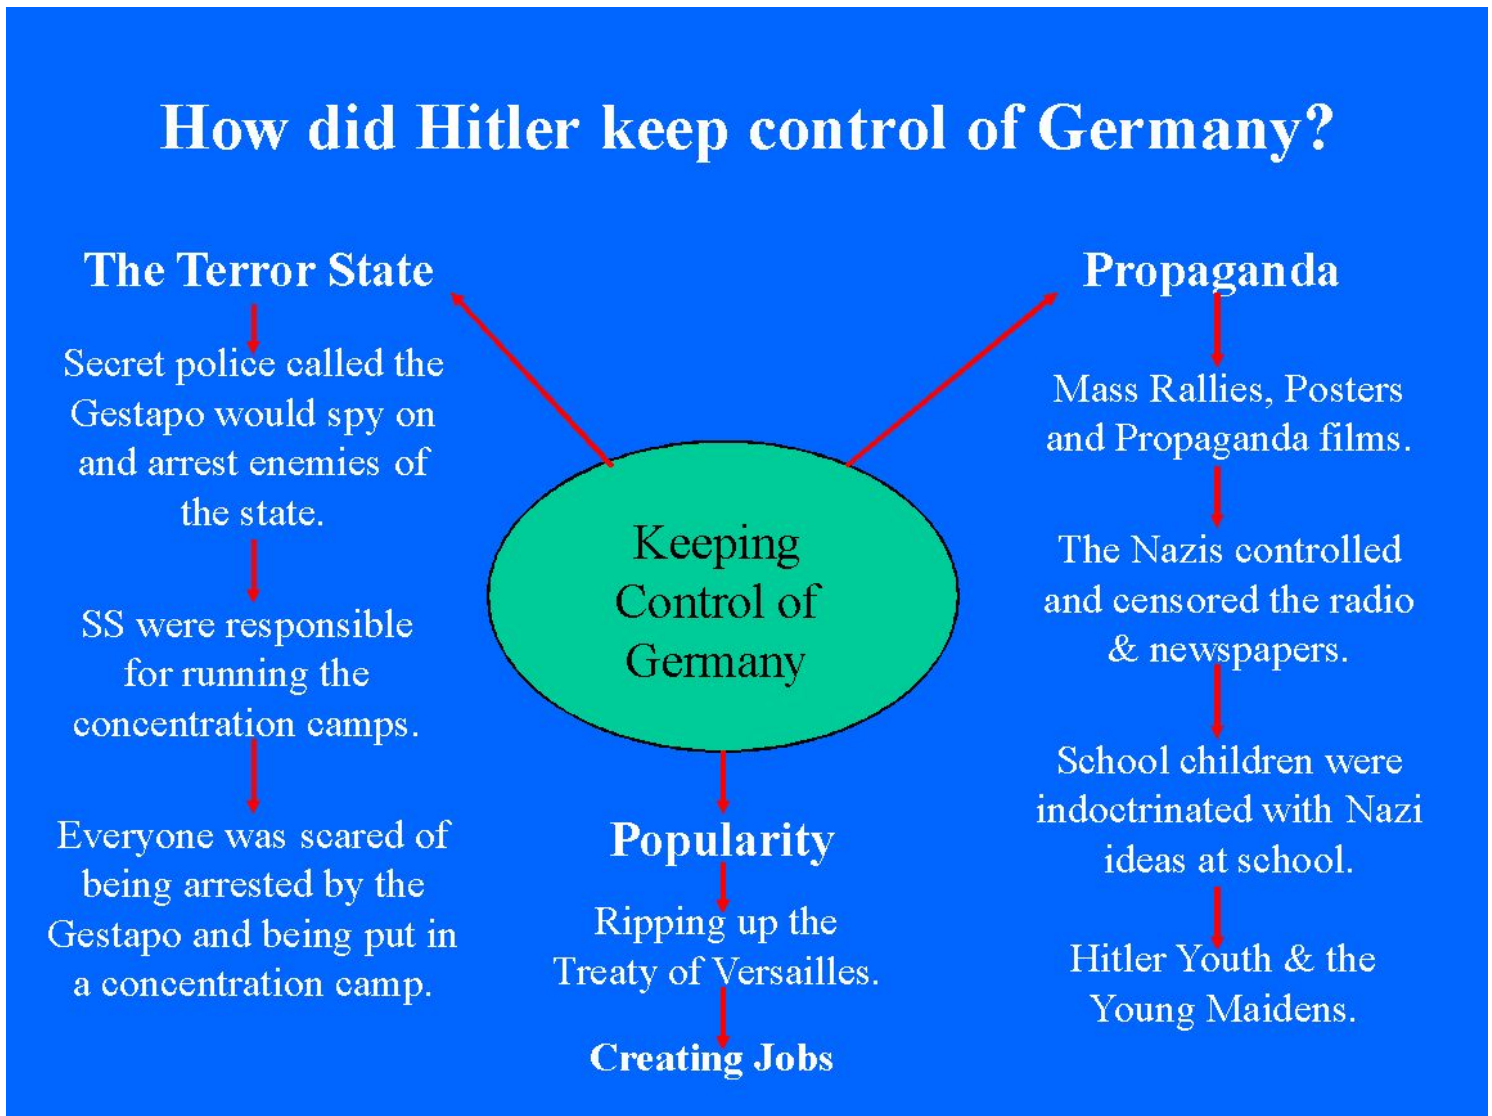 How did Hitler keep control of Germany?
The Terror State
Secret police called the
Gestapo would spy on
and arrest enemies of
the state.
SS were responsible
for running the
concentration camps.
Everyone was scared of
being arrested by the
Gestapo and being put in
a concentration camp.
Keeping
Control of
Germany
Popularity
Ripping up the
Treaty of Versailles.
Creating Jobs
Propaganda
Mass Rallies, Posters
and Propaganda films.
The Nazis controlled
and censored the radio
& newspapers.
School children were
indoctrinated with Nazi
ideas at school.
Hitler Youth & the
Young Maidens.